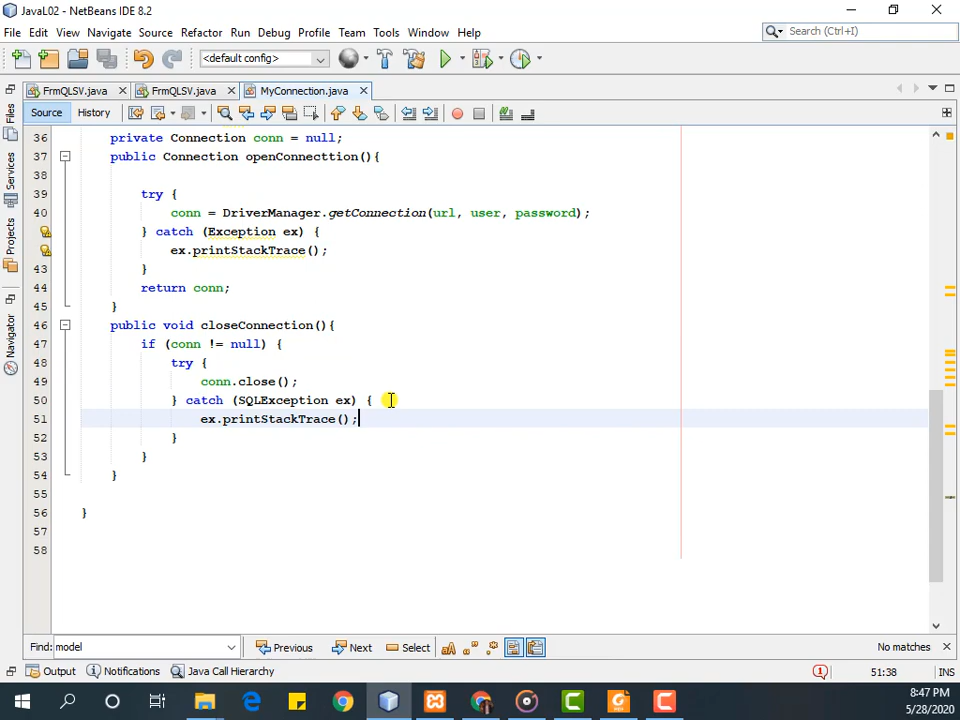 JavaL02 - NetBeans IDE 8.2
File Edit View Navigate Source Refactor Run Debug Profile Team Tools Window Help
Search (Ctrl+I)
<default config>
FrmQLSV.java FrmQLSV.java MyConnection.java
Source History
Files
Services
Projects
Navigator
36 private Connection conn = null;
37 public Connection openConnecttion(){
38
39 try {
40 conn = DriverManager.getConnection(url, user, password);
} catch (Exception ex) {
ex.printStackTrace();
43 }
44 return conn;
45 }
46 public void closeConnection(){
47 if (conn != null) {
48 try {
49 conn.close();
50 } catch (SQLException ex) {
51 ex.printStackTrace();
52 }
53 }
54 }
55
56 }
57
58
Find: model Previous Next Select No matches
Output Notifications Java Call Hierarchy 51:38 INS
8:47 PM
5/28/2020